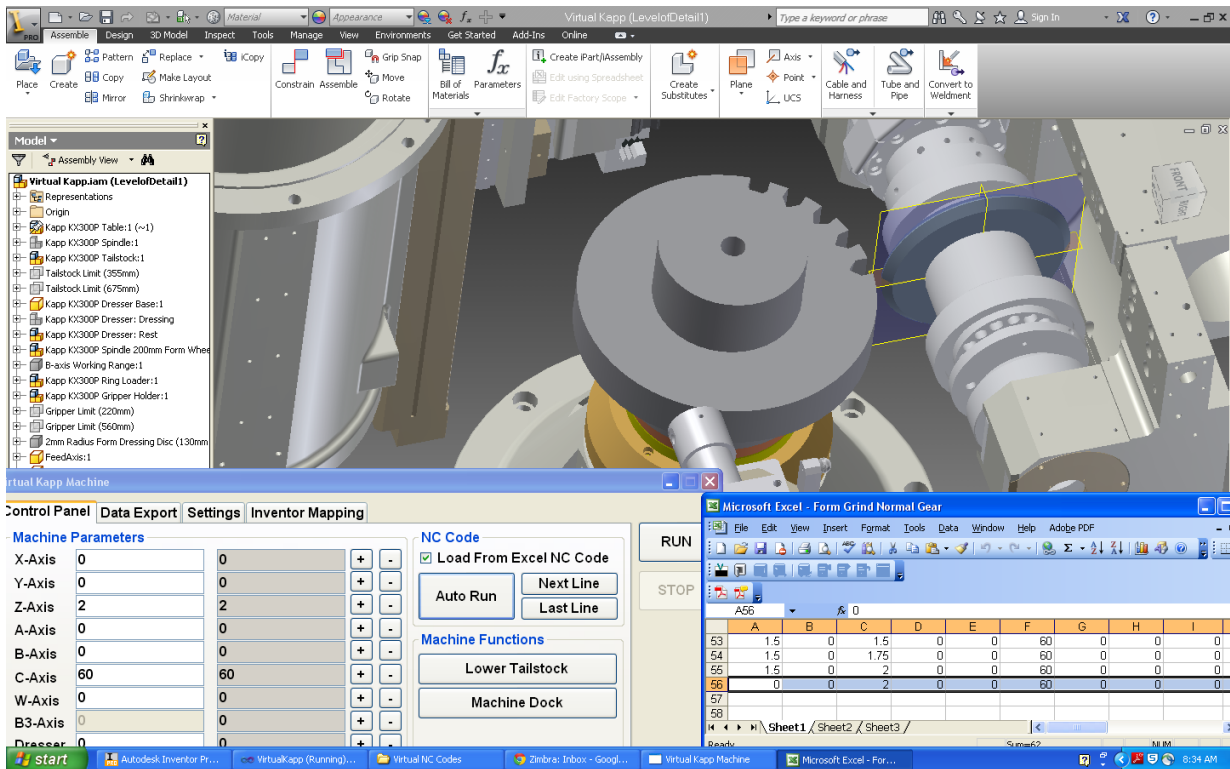 PRO
Material
Appearance
Virtual Kapp (LevelofDetail1)
Type a keyword or phrase
Sign In
Assemble Design 3D Model Inspect Tools Manage View Environments Get Started Add-Ins Online
Place
Create
Pattern
Copy
Mirror
Replace
Make Layout
Shrinkwrap
iCopy
Constrain
Assemble
Grip Snap
Move
Rotate
Bill of Materials
Parameters
Create iPart/iAssembly
Edit using Spreadsheet
Edit Factory Scope
Create Substitutes
Plane
Axis
Point
UCS
Cable and Harness
Tube and Pipe
Convert to Weldment
Model
Assembly View
Virtual Kapp.iam (LevelofDetail1)
Representations
Origin
Kapp KX300P Table:1 (~1)
Kapp KX300P Spindle:1
Kapp KX300P Tailstock:1
Tailstock Limit (355mm)
Tailstock Limit (675mm)
Kapp KX300P Dresser Base:1
Kapp KX300P Dresser: Dressing
Kapp KX300P Dresser: Rest
Kapp KX300P Spindle 200mm Form Whee
B-axis Working Range:1
Kapp KX300P Ring Loader:1
Kapp KX300P Gripper Holder:1
Gripper Limit (220mm)
Gripper Limit (560mm)
2mm Radius Form Dressing Disc (130mm
FeedAxis:1
FRONT
irtual Kapp Machine
Control Panel Data Export Settings Inventor Mapping
Machine Parameters
X-Axis 0 0 + -
Y-Axis 0 0 + -
Z-Axis 2 2 + -
A-Axis 0 0 + -
B-Axis 0 0 + -
C-Axis 60 60 + -
W-Axis 0 0 + -
B3-Axis 0 0 + -
Dresser 0 0 + -
NC Code
Load From Excel NC Code
Auto Run
Next Line
Last Line
Machine Functions
Lower Tailstock
Machine Dock
RUN
STOP
Microsoft Excel - Form Grind Normal Gear
File Edit View Insert Format Tools Data Window Help Adobe PDF
A56 fx 0
A B C D E F G H I
53 1.5 0 1.5 0 0 60 0 0 0
54 1.5 0 1.75 0 0 60 0 0 0
55 1.5 0 2 0 0 60 0 0 0
56 0 0 2 0 0 60 0 0 0
57
58
Sheet1 / Sheet2 / Sheet3 /
Ready Sum=62 NUM
start
Autodesk Inventor Pr...
VirtualKapp (Running)...
Virtual NC Codes
Zimbra: Inbox - Googl...
Virtual Kapp Machine
Microsoft Excel - For...
8:34 AM